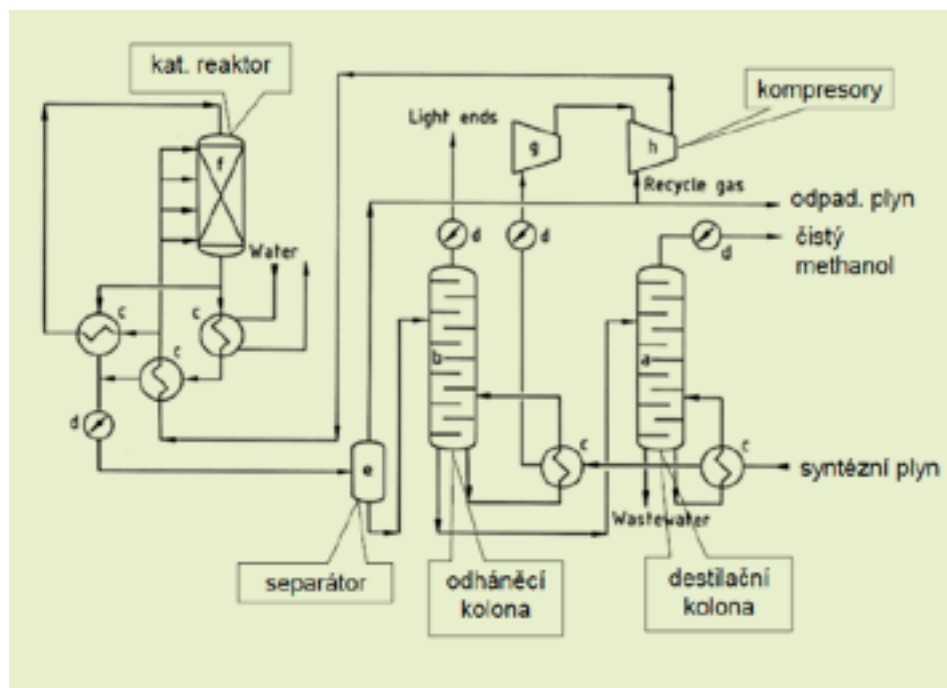 kat. reaktor
kompresory
Light ends
g
h
f
Recycle gas
odpad. plyn
d
d
d
čistý
methanol
Water
c
c
c
b
a
d
e
c
c
syntézní plyn
Wastewater
separátor
odháněcí
kolona
destilační
kolona